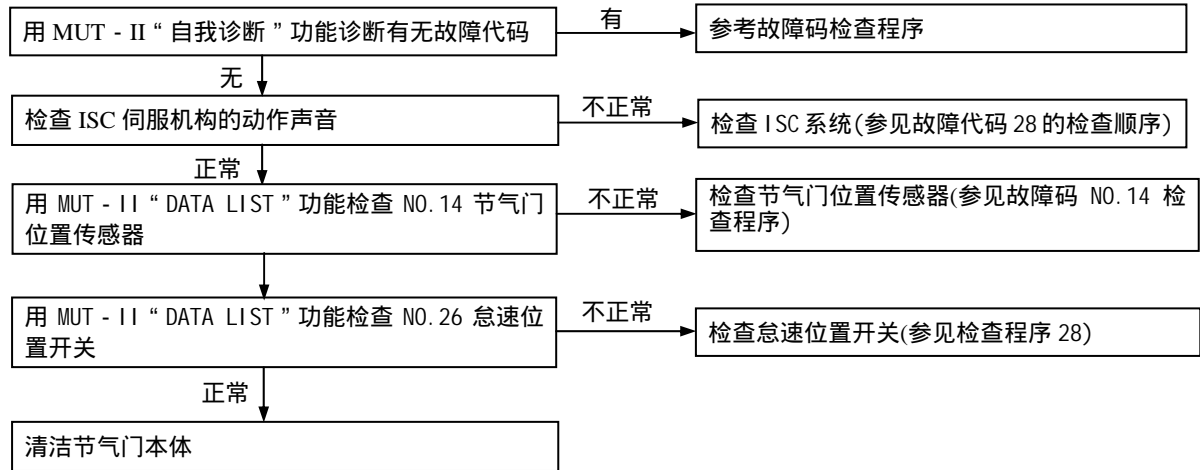 用 MUT - II “ 自我诊断 ” 功能诊断有无故障代码
有
参考故障码检查程序
无
检查 ISC 伺服机构的动作声音
不正常
检查 ISC 系统(参见故障代码 28 的检查顺序)
正常
用 MUT - II “ DATA LIST ” 功能检查 NO.14 节气门
位置传感器
不正常
检查节气门位置传感器(参见故障码 NO.14 检
查程序)
用 MUT - II “ DATA LIST ” 功能检查 NO.26 怠速位
置开关
不正常
检查怠速位置开关(参见检查程序 28)
正常
清洁节气门本体